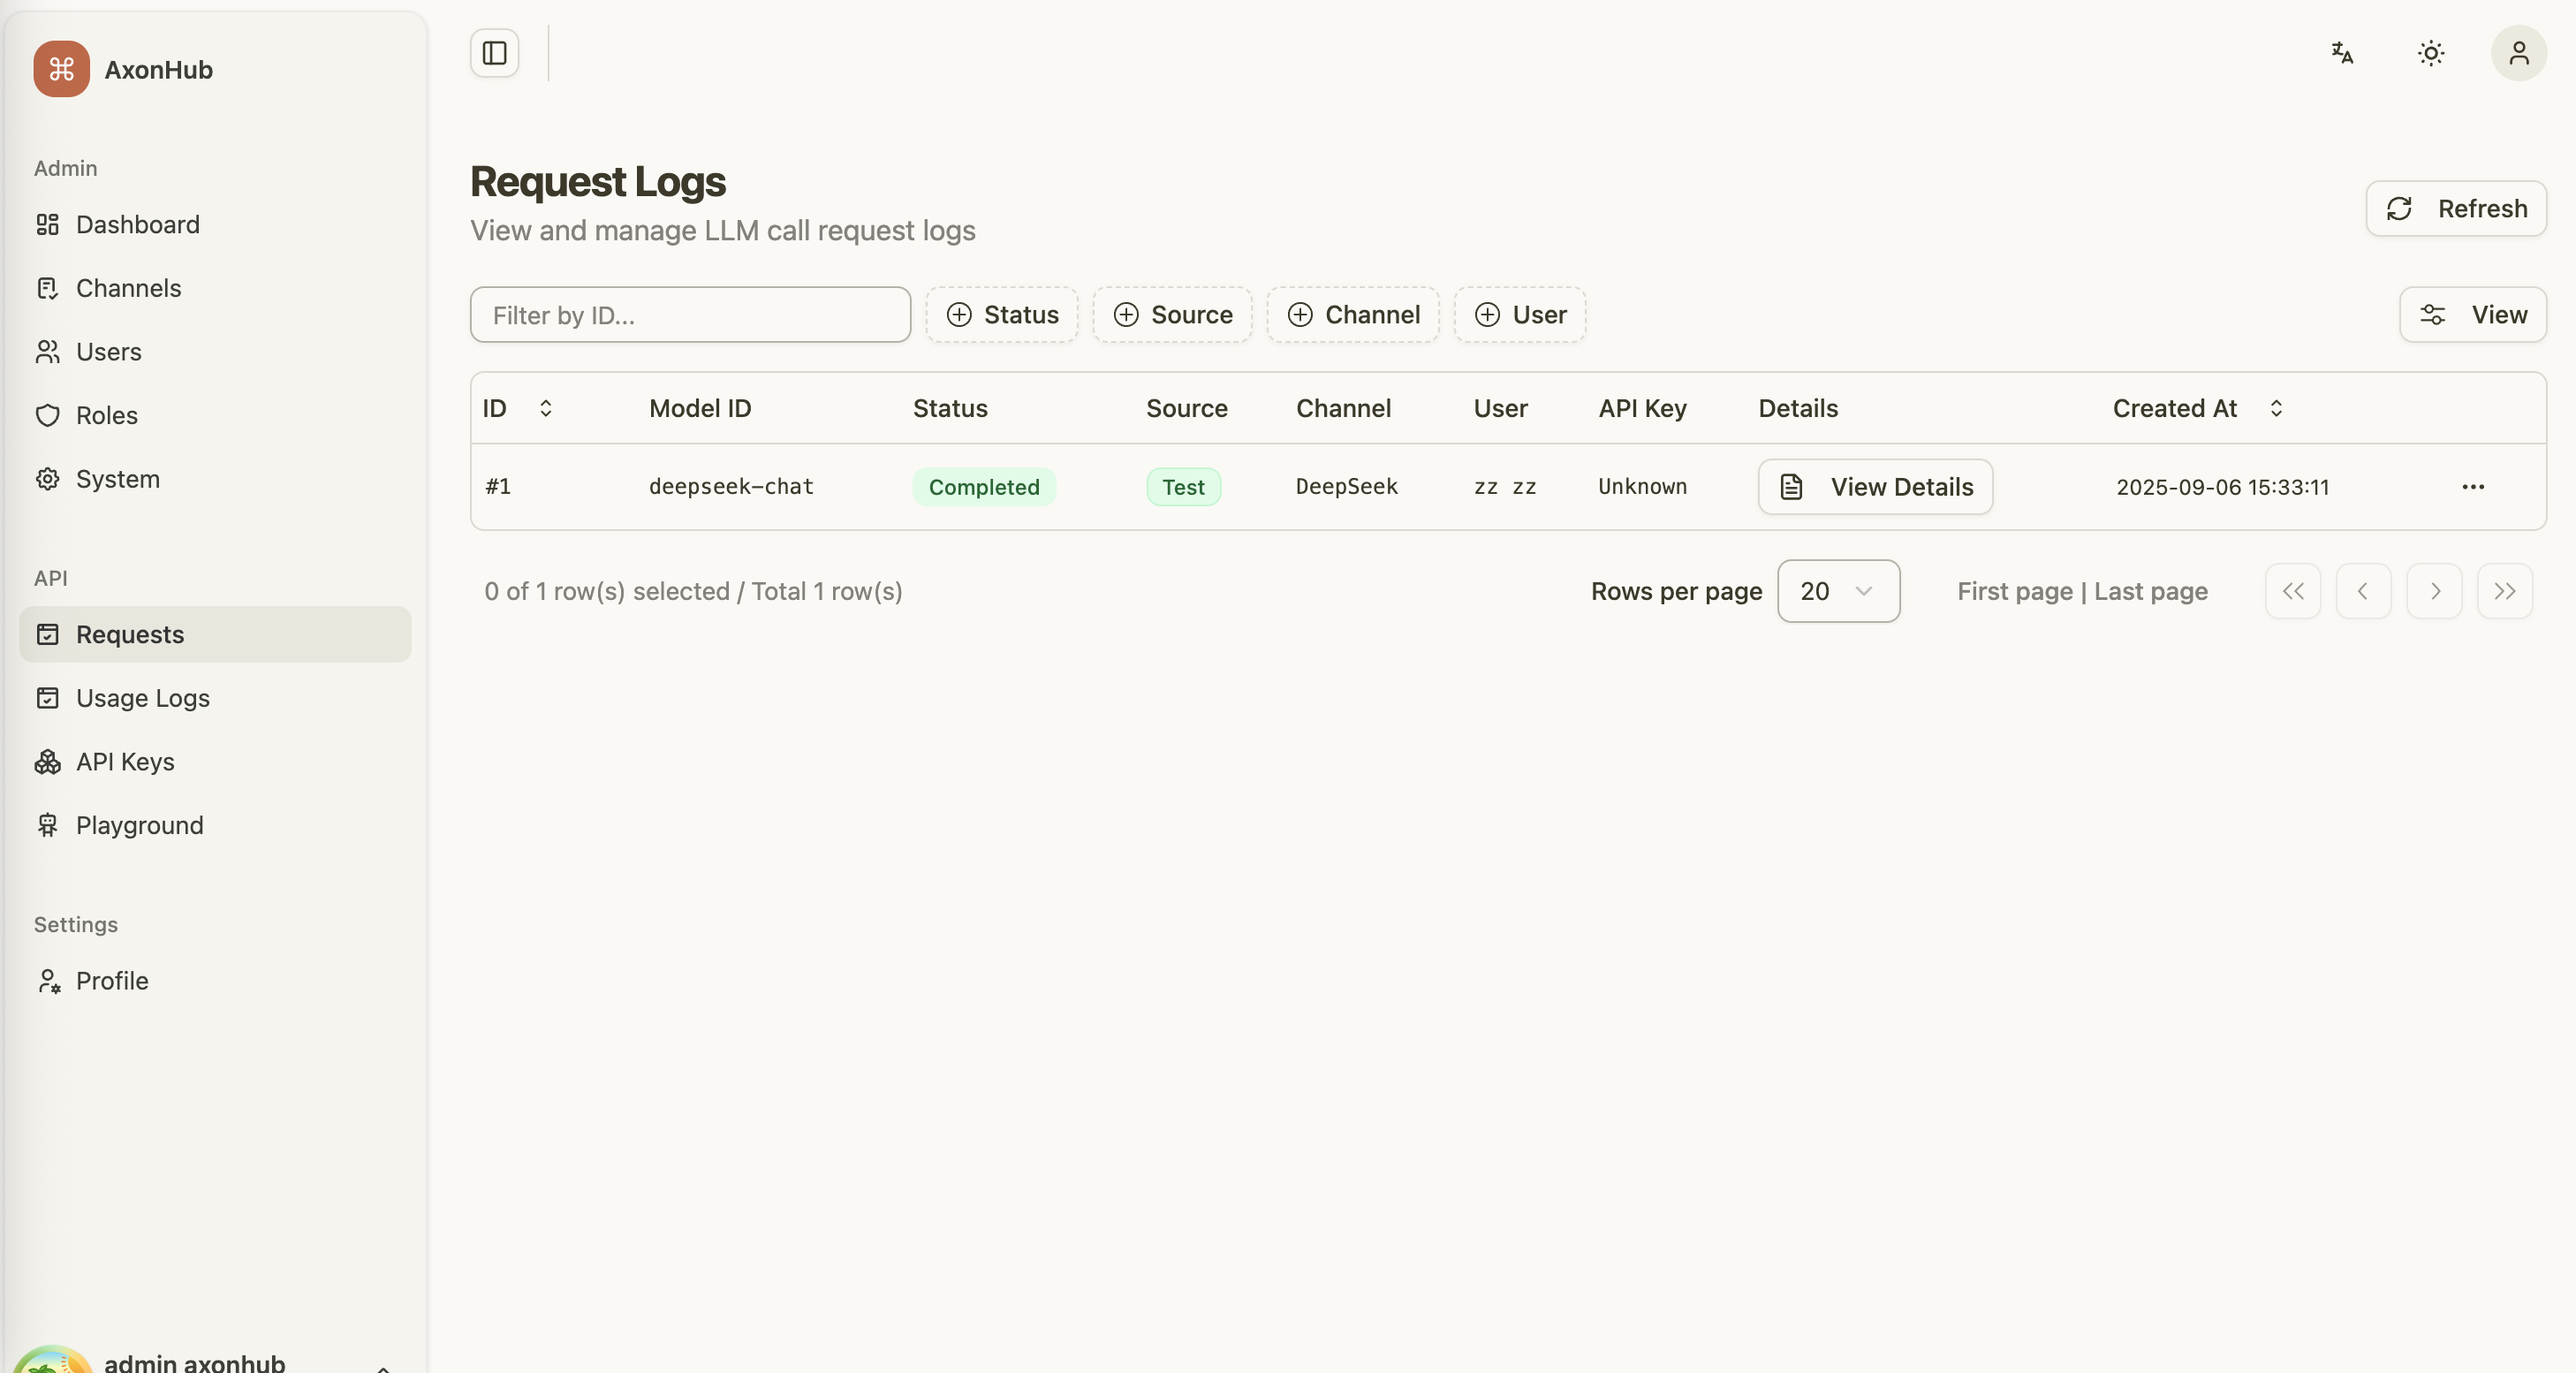 AxonHub
Admin
Dashboard
Channels
Users
Roles
System
API
Requests
Usage Logs
API Keys
Playground
Settings
Profile
admin axonhub
Request Logs
View and manage LLM call request logs
Refresh
Filter by ID...
Status
Source
Channel
User
View
ID Model ID Status Source Channel User API Key Details Created At
#1 deepseek-chat Completed Test DeepSeek zz zz Unknown View Details 2025-09-06 15:33:11
0 of 1 row(s) selected / Total 1 row(s)
Rows per page 20 First page | Last page